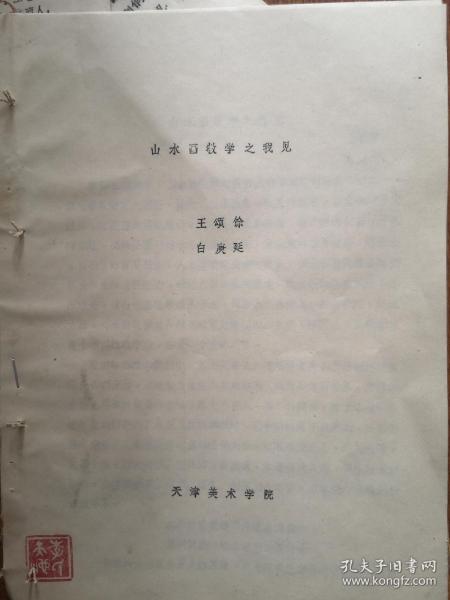 山水画教学之我见
王颂馀
白庚延
天津美术学院
孔夫子旧书网
www.kongfz.com